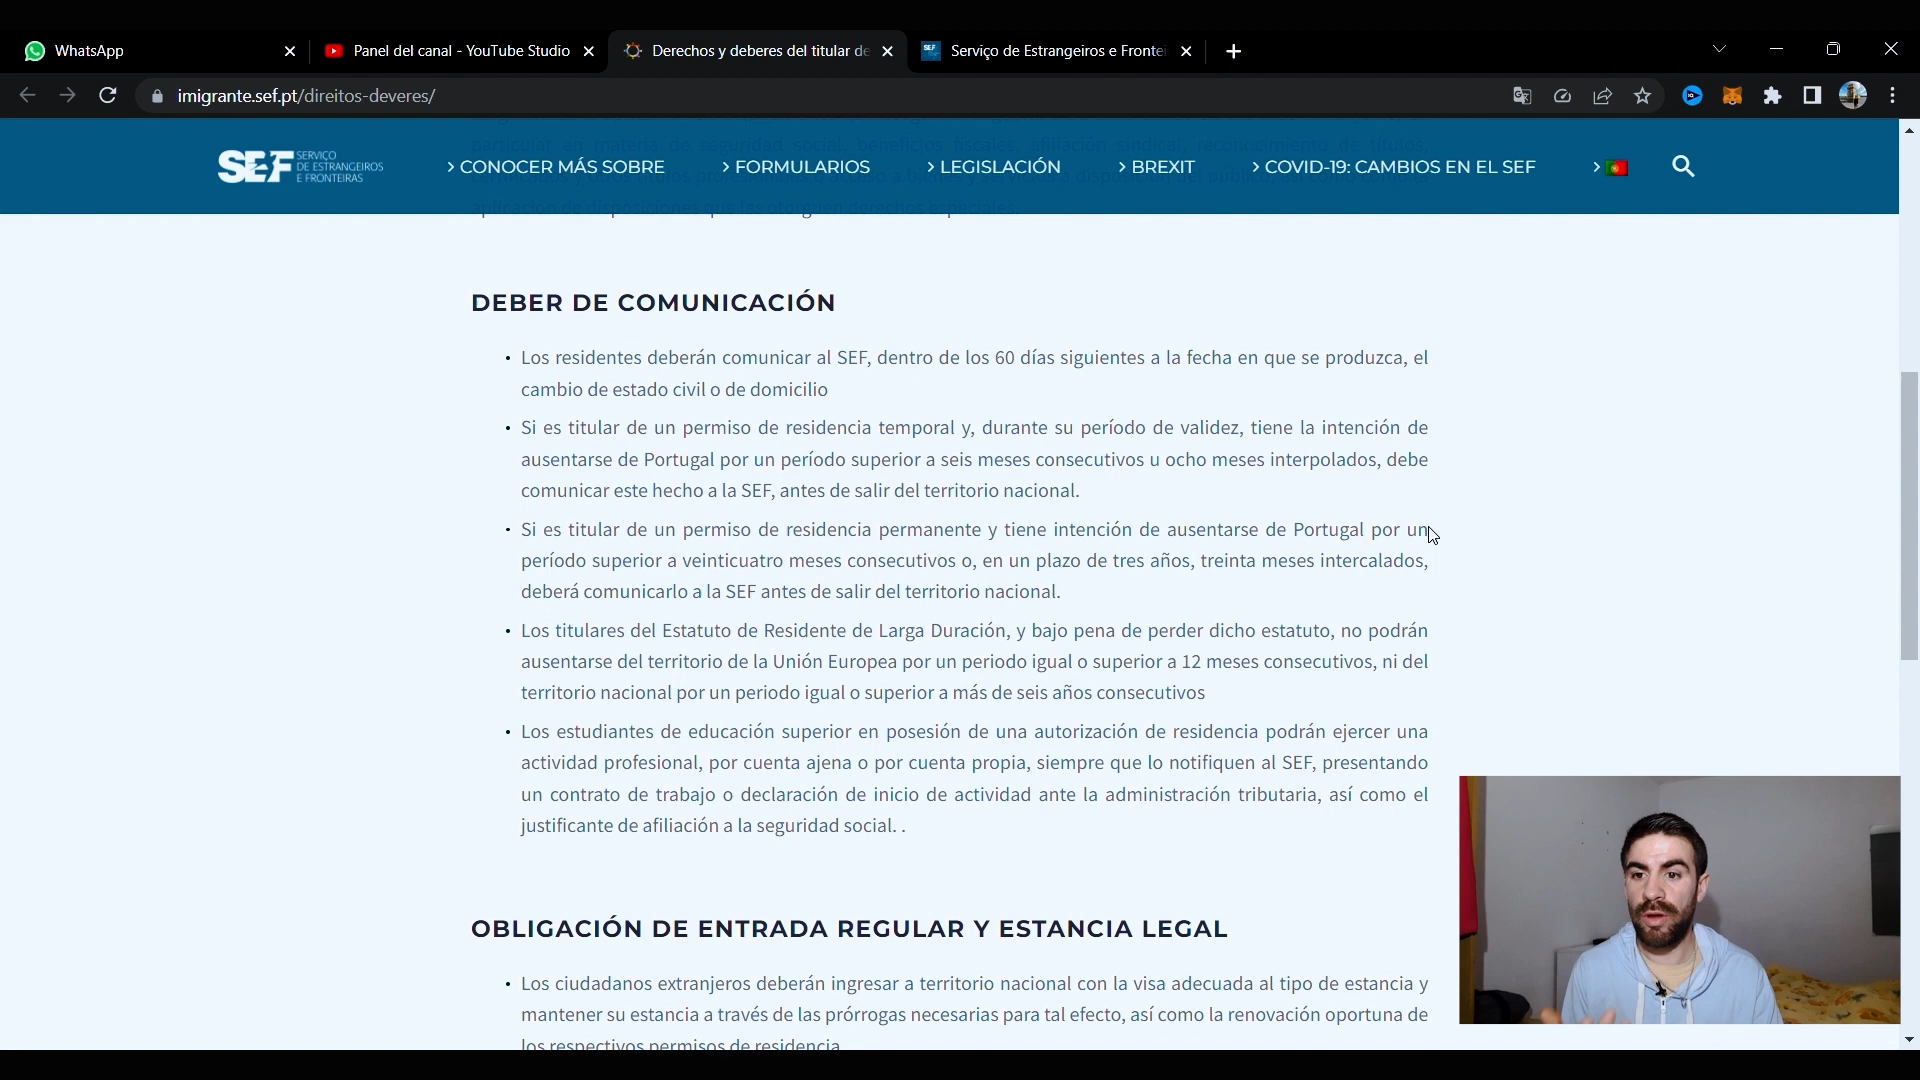 WhatsApp
Panel del canal - YouTube Studio
Derechos y deberes del titular de
Serviço de Estrangeiros e Frontei
imigrante.sef.pt/direitos-deveres/
SEF SERVIÇO
DE ESTRANGEIROS
E FRONTEIRAS
CONOCER MÁS SOBRE
FORMULARIOS
LEGISLACIÓN
BREXIT
COVID-19: CAMBIOS EN EL SEF
aplicación de disposiciones que les otorguen derechos especiales.
DEBER DE COMUNICACIÓN
• Los residentes deberán comunicar al SEF, dentro de los 60 días siguientes a la fecha en que se produzca, el
cambio de estado civil o de domicilio
• Si es titular de un permiso de residencia temporal y, durante su período de validez, tiene la intención de
ausentarse de Portugal por un período superior a seis meses consecutivos u ocho meses interpolados, debe
comunicar este hecho a la SEF, antes de salir del territorio nacional.
• Si es titular de un permiso de residencia permanente y tiene intención de ausentarse de Portugal por un
período superior a veinticuatro meses consecutivos o, en un plazo de tres años, treinta meses intercalados,
deberá comunicarlo a la SEF antes de salir del territorio nacional.
• Los titulares del Estatuto de Residente de Larga Duración, y bajo pena de perder dicho estatuto, no podrán
ausentarse del territorio de la Unión Europea por un periodo igual o superior a 12 meses consecutivos, ni del
territorio nacional por un periodo igual o superior a más de seis años consecutivos
• Los estudiantes de educación superior en posesión de una autorización de residencia podrán ejercer una
actividad profesional, por cuenta ajena o por cuenta propia, siempre que lo notifiquen al SEF, presentando
un contrato de trabajo o declaración de inicio de actividad ante la administración tributaria, así como el
justificante de afiliación a la seguridad social. .
OBLIGACIÓN DE ENTRADA REGULAR Y ESTANCIA LEGAL
• Los ciudadanos extranjeros deberán ingresar a territorio nacional con la visa adecuada al tipo de estancia y
mantener su estancia a través de las prórrogas necesarias para tal efecto, así como la renovación oportuna de
los respectivos permisos de residencia